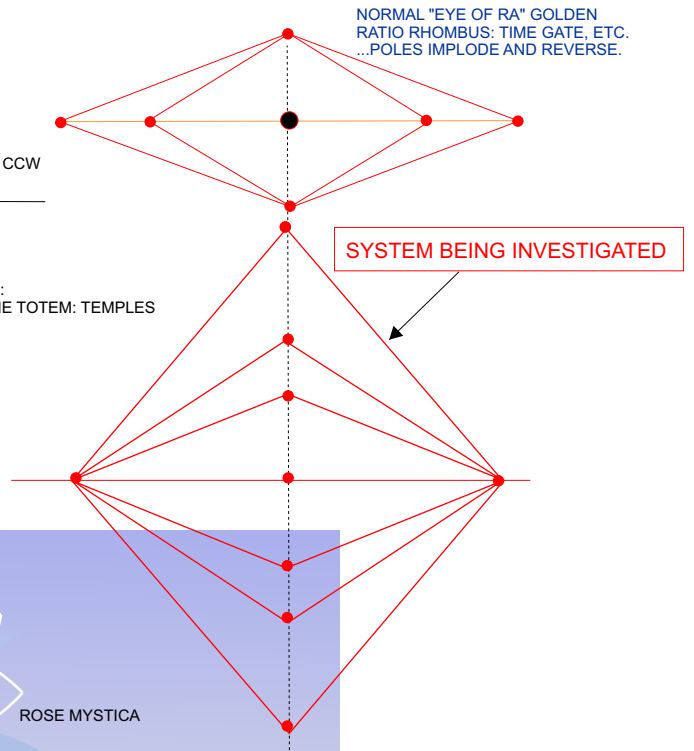 NORMAL "EYE OF RA" GOLDEN
RATIO RHOMBUS: TIME GATE, ETC.
...POLES IMPLODE AND REVERSE.
CCW
SYSTEM BEING INVESTIGATED
:
E TOTEM: TEMPLES
ROSE MYSTICA